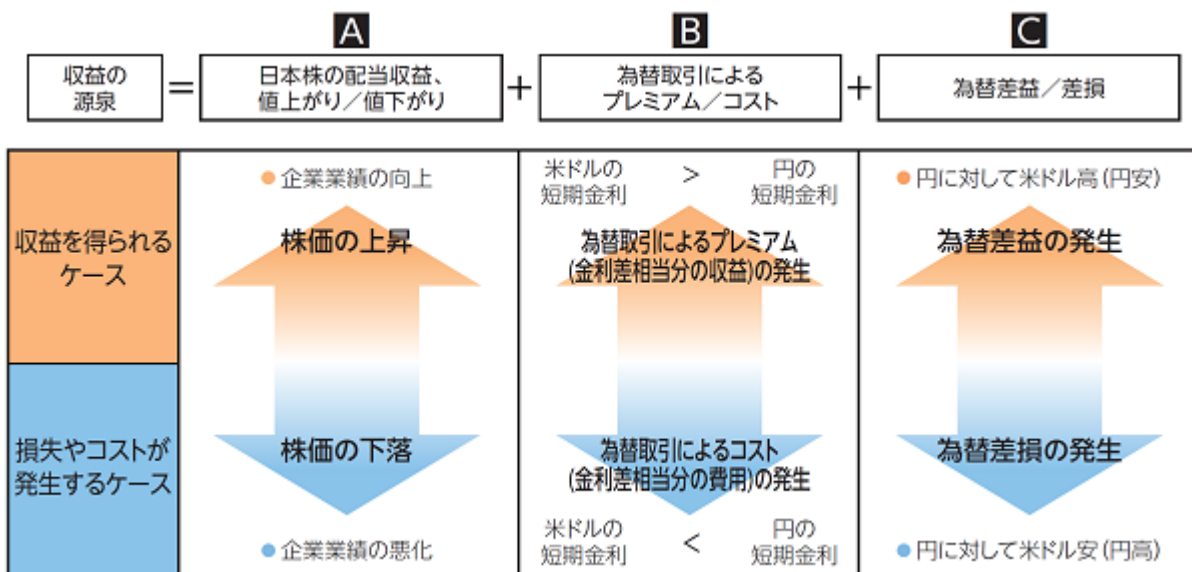 A
B
C
収益の
源泉
=
日本株の配当収益、
値上がり／値下がり
+
為替取引による
プレミアム／コスト
+
為替差益／差損
収益を得られる
ケース
●企業業績の向上
株価の上昇
米ドルの
短期金利
>
円の
短期金利
為替取引によるプレミアム
(金利差相当分の収益)の発生
●円に対して米ドル高(円安)
為替差益の発生
損失やコストが
発生するケース
株価の下落
●企業業績の悪化
為替取引によるコスト
(金利差相当分の費用)の発生
米ドルの
短期金利
<
円の
短期金利
為替差損の発生
●円に対して米ドル安(円高)